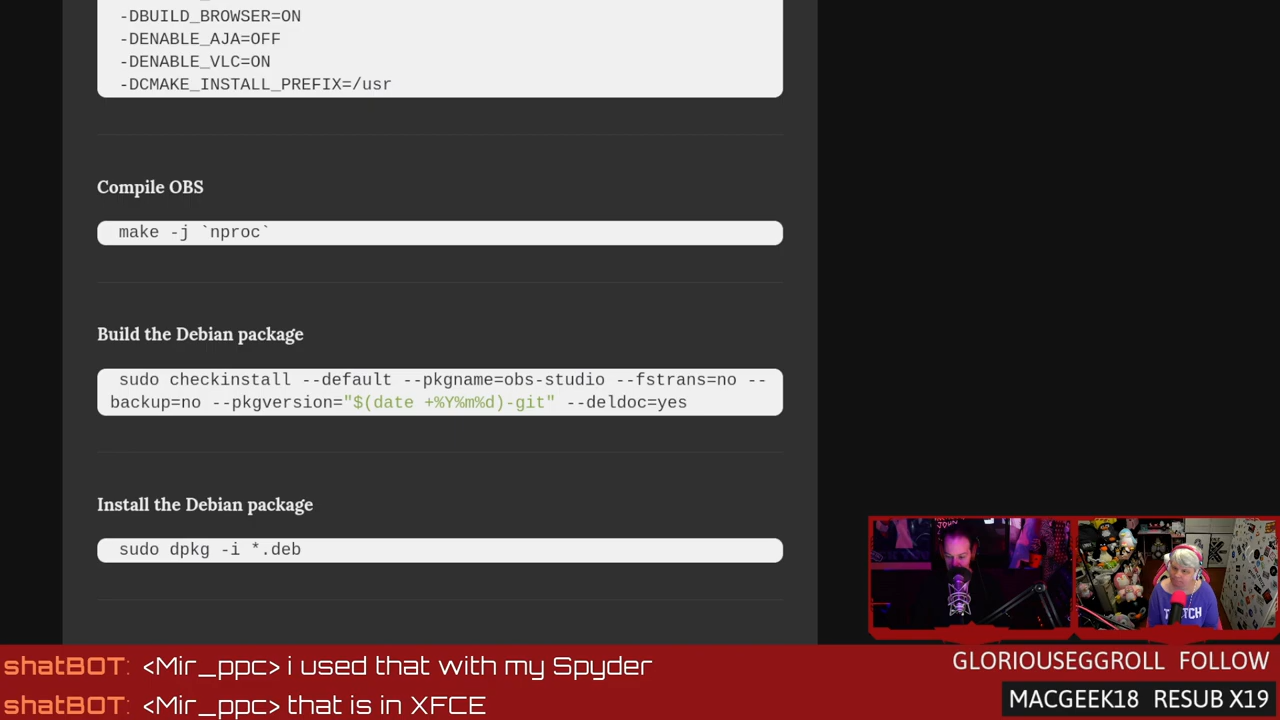 -DBUILD_BROWSER=ON
-DENABLE_AJA=OFF
-DENABLE_VLC=ON
-DCMAKE_INSTALL_PREFIX=/usr
Compile OBS
make -j `nproc`
Build the Debian package
sudo checkinstall --default --pkgname=obs-studio --fstrans=no --
backup=no --pkgversion="$(date +%Y%m%d)-git" --deldoc=yes
Install the Debian package
sudo dpkg -i *.deb
TWITCH
shatBOT: <Mir_ppc> i used that with my Spyder
shatBOT: <Mir_ppc> that is in XFCE
GLORIOUSEGGROLL FOLLOW
MACGEEK18 RESUB X19